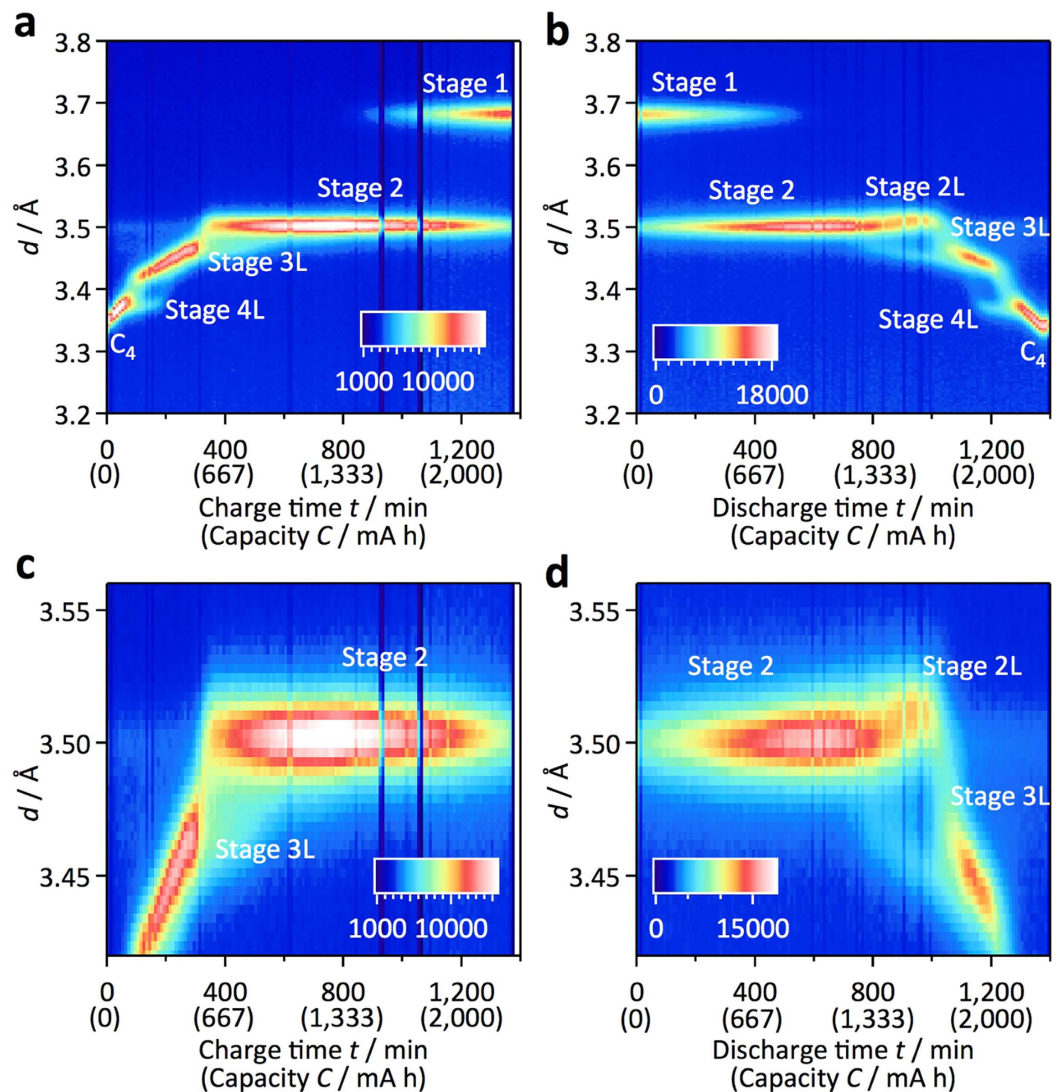 a
3.8
3.7
3.6
3.5
3.4
3.3
3.2
d / Å
Stage 1
Stage 2
Stage 3L
Stage 4L
C₄
1000 10000
0 400 800 1,200
(0) (667) (1,333) (2,000)
Charge time t / min
(Capacity C / mA h)
b
3.8
3.7
3.6
3.5
3.4
3.3
3.2
d / Å
Stage 1
Stage 2
Stage 2L
Stage 3L
Stage 4L
C₄
0 18000
0 400 800 1,200
(0) (667) (1,333) (2,000)
Discharge time t / min
(Capacity C / mA h)
c
3.55
3.50
3.45
d / Å
Stage 2
Stage 3L
1000 10000
0 400 800 1,200
(0) (667) (1,333) (2,000)
Charge time t / min
(Capacity C / mA h)
d
3.55
3.50
3.45
d / Å
Stage 2
Stage 2L
Stage 3L
0 15000
0 400 800 1,200
(0) (667) (1,333) (2,000)
Discharge time t / min
(Capacity C / mA h)